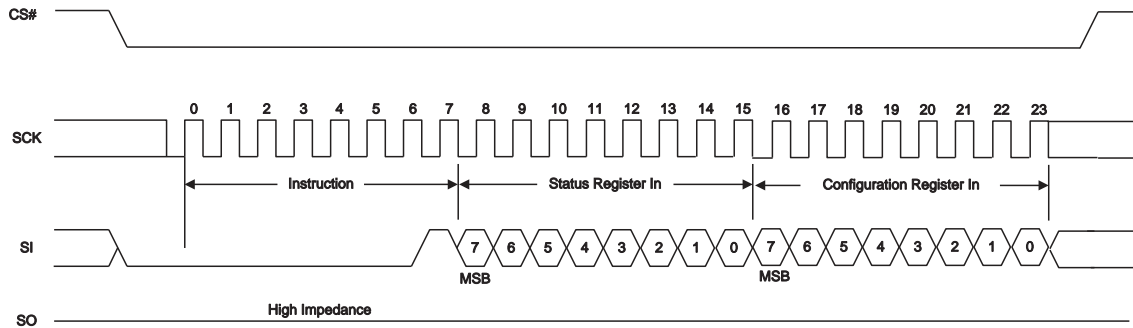 CS#
0 1 2 3 4 5 6 7 8 9 10 11 12 13 14 15 16 17 18 19 20 21 22 23
SCK
Instruction Status Register In Configuration Register In
SI 7 6 5 4 3 2 1 0 7 6 5 4 3 2 1 0
MSB MSB
High Impedance
SO